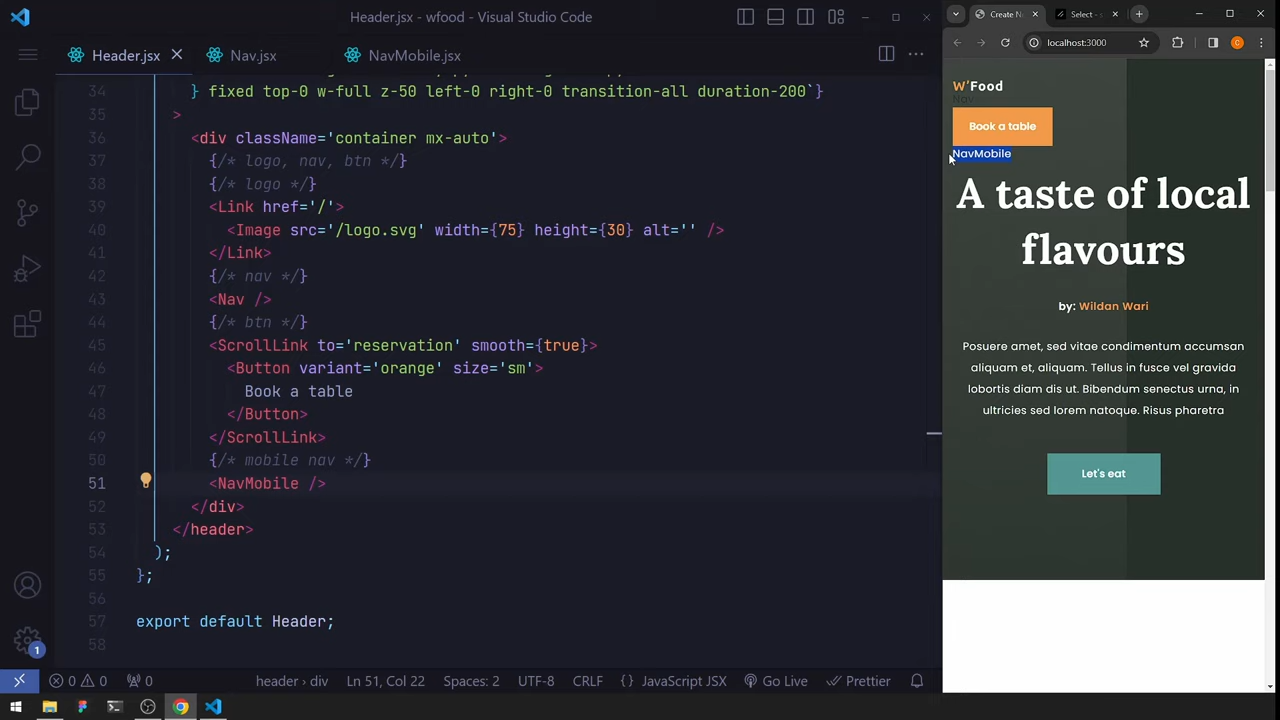 Header.jsx - wfood - Visual Studio Code
Header.jsx
Nav.jsx
NavMobile.jsx
34 } fixed top-0 w-full z-50 left-0 right-0 transition-all duration-200`}
35 >
36 <div className='container mx-auto'>
37 {/* logo, nav, btn */}
38 {/* logo */}
39 <Link href='/'>
40 <Image src='/logo.svg' width={75} height={30} alt='' />
41 </Link>
42 {/* nav */}
43 <Nav />
44 {/* btn */}
45 <ScrollLink to='reservation' smooth={true}>
46 <Button variant='orange' size='sm'>
47 Book a table
48 </Button>
49 </ScrollLink>
50 {/* mobile nav */}
51 <NavMobile />
52 </div>
53 </header>
54 );
55 };
56
57 export default Header;
58
1
0 0 0 header > div Ln 51, Col 22 Spaces: 2 UTF-8 CRLF {} JavaScript JSX Go Live Prettier
Create N
Select -
localhost:3000
C
W'Food
Nav
Book a table
NavMobile
A taste of local
flavours
by: Wildan Wari
Posuere amet, sed vitae condimentum accumsan
aliquam et, aliquam. Tellus in fusce vel gravida
lobortis diam dis ut. Bibendum senectus urna, in
ultricies sed lorem natoque. Risus pharetra
Let's eat